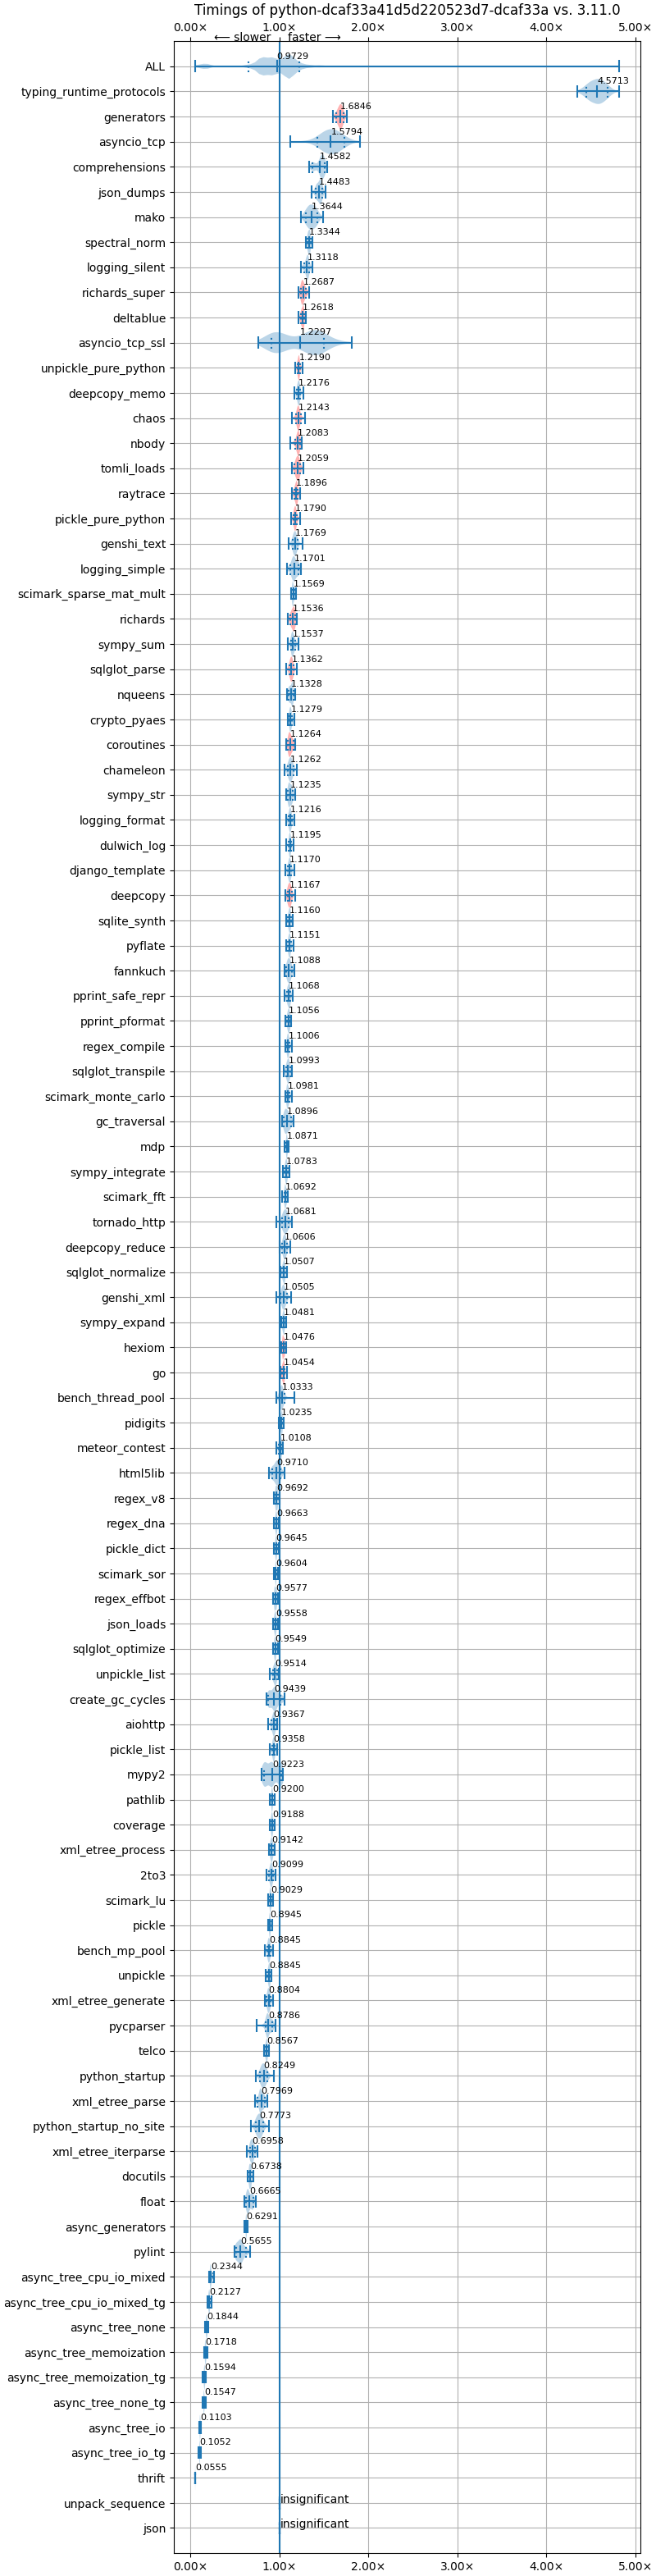 Timings of python-dcaf33a41d5d220523d7-dcaf33a vs. 3.11.0
0.00× 1.00× 2.00× 3.00× 4.00× 5.00×
⟵ slower faster ⟶
ALL 0.9729
typing_runtime_protocols 4.5713
generators 1.6846
asyncio_tcp 1.5794
comprehensions 1.4582
json_dumps 1.4483
mako 1.3644
spectral_norm 1.3344
logging_silent 1.3118
richards_super 1.2687
deltablue 1.2618
asyncio_tcp_ssl 1.2297
unpickle_pure_python 1.2190
deepcopy_memo 1.2176
chaos 1.2143
nbody 1.2083
tomli_loads 1.2059
raytrace 1.1896
pickle_pure_python 1.1790
genshi_text 1.1769
logging_simple 1.1701
scimark_sparse_mat_mult 1.1569
richards 1.1536
sympy_sum 1.1537
sqlglot_parse 1.1362
nqueens 1.1328
crypto_pyaes 1.1279
coroutines 1.1264
chameleon 1.1262
sympy_str 1.1235
logging_format 1.1216
dulwich_log 1.1195
django_template 1.1170
deepcopy 1.1167
sqlite_synth 1.1160
pyflate 1.1151
fannkuch 1.1088
pprint_safe_repr 1.1068
pprint_pformat 1.1056
regex_compile 1.1006
sqlglot_transpile 1.0993
scimark_monte_carlo 1.0981
gc_traversal 1.0896
mdp 1.0871
sympy_integrate 1.0783
scimark_fft 1.0692
tornado_http 1.0681
deepcopy_reduce 1.0606
sqlglot_normalize 1.0507
genshi_xml 1.0505
sympy_expand 1.0481
hexiom 1.0476
go 1.0454
bench_thread_pool 1.0333
pidigits 1.0235
meteor_contest 1.0108
html5lib 0.9710
regex_v8 0.9692
regex_dna 0.9663
pickle_dict 0.9645
scimark_sor 0.9604
regex_effbot 0.9577
json_loads 0.9558
sqlglot_optimize 0.9549
unpickle_list 0.9514
create_gc_cycles 0.9439
aiohttp 0.9367
pickle_list 0.9358
mypy2 0.9223
pathlib 0.9200
coverage 0.9188
xml_etree_process 0.9142
2to3 0.9099
scimark_lu 0.9029
pickle 0.8945
bench_mp_pool 0.8845
unpickle 0.8845
xml_etree_generate 0.8804
pycparser 0.8786
telco 0.8567
python_startup 0.8249
xml_etree_parse 0.7969
python_startup_no_site 0.7773
xml_etree_iterparse 0.6958
docutils 0.6738
float 0.6665
async_generators 0.6291
pylint 0.5655
async_tree_cpu_io_mixed 0.2344
async_tree_cpu_io_mixed_tg 0.2127
async_tree_none 0.1844
async_tree_memoization 0.1718
async_tree_memoization_tg 0.1594
async_tree_none_tg 0.1547
async_tree_io 0.1103
async_tree_io_tg 0.1052
thrift 0.0555
unpack_sequence insignificant
json insignificant
0.00× 1.00× 2.00× 3.00× 4.00× 5.00×